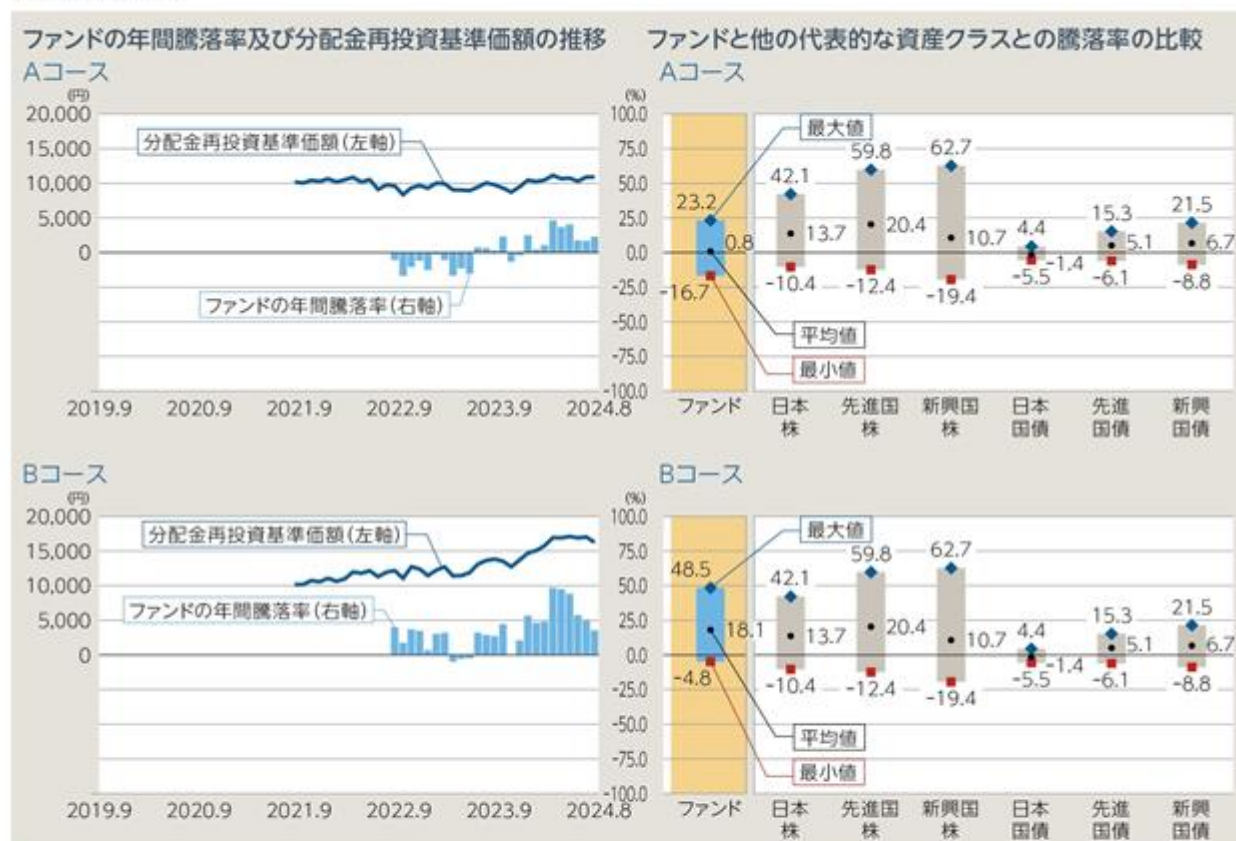 ファンドの年間騰落率及び分配金再投資基準価額の推移
Aコース
(円)
20,000
15,000
10,000
5,000
0
分配金再投資基準価額(左軸)
ファンドの年間騰落率(右軸)
(%)
100.0
75.0
50.0
25.0
0.0
-25.0
-50.0
-75.0
-100.0
2019.9 2020.9 2021.9 2022.9 2023.9 2024.8
ファンドと他の代表的な資産クラスとの騰落率の比較
Aコース
最大値
平均値
最小値
23.2 42.1 59.8 62.7 4.4 15.3 21.5
0.8 13.7 20.4 10.7 -1.4 5.1 6.7
-16.7 -10.4 -12.4 -19.4 -5.5 -6.1 -8.8
ファンド 日本 先進国 新興国 日本 先進 新興
株 株 株 国債 国債 国債
Bコース
(円)
20,000
15,000
10,000
5,000
0
分配金再投資基準価額(左軸)
ファンドの年間騰落率(右軸)
(%)
100.0
75.0
50.0
25.0
0.0
-25.0
-50.0
-75.0
-100.0
2019.9 2020.9 2021.9 2022.9 2023.9 2024.8
Bコース
最大値
平均値
最小値
48.5 42.1 59.8 62.7 4.4 15.3 21.5
18.1 13.7 20.4 10.7 -1.4 5.1 6.7
-4.8 -10.4 -12.4 -19.4 -5.5 -6.1 -8.8
ファンド 日本 先進国 新興国 日本 先進 新興
株 株 株 国債 国債 国債